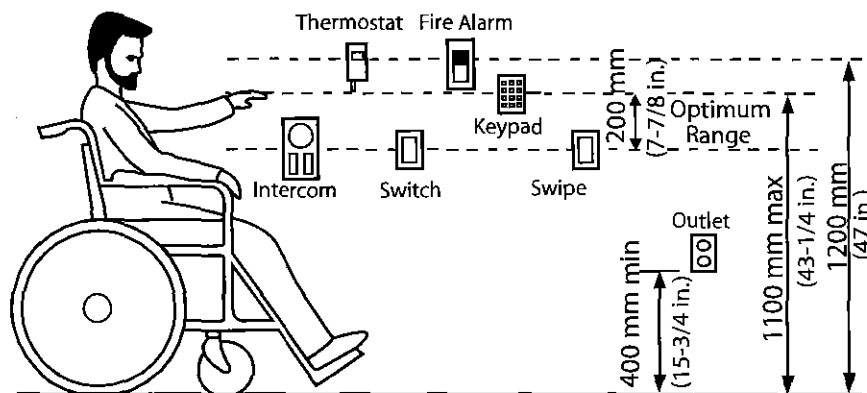 Thermostat
Fire Alarm
Keypad
200 mm
(7-7/8 in.)
Optimum
Range
Intercom
Switch
Swipe
Outlet
400 mm min
(15-3/4 in.)
1100 mm max
(43-1/4 in.)
1200 mm
(47 in.)